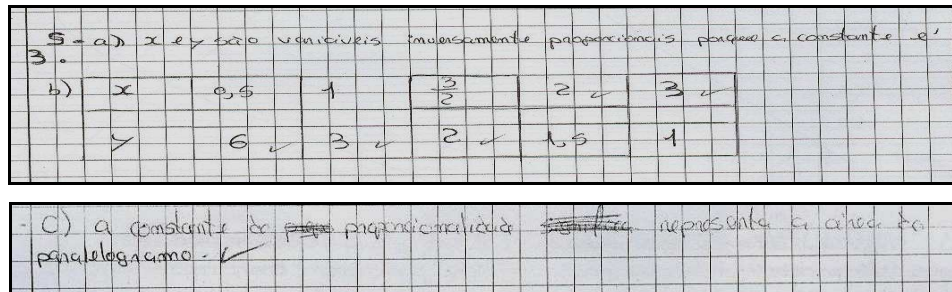 5-a) x e y são variáveis inversamente proporcionais porque a constante é
3.
b) x 0,5 1 3/2 2 3
y 6 3 2 1,5 1
c) a constante de proporcionalidade representa a área do
paralelogramo.